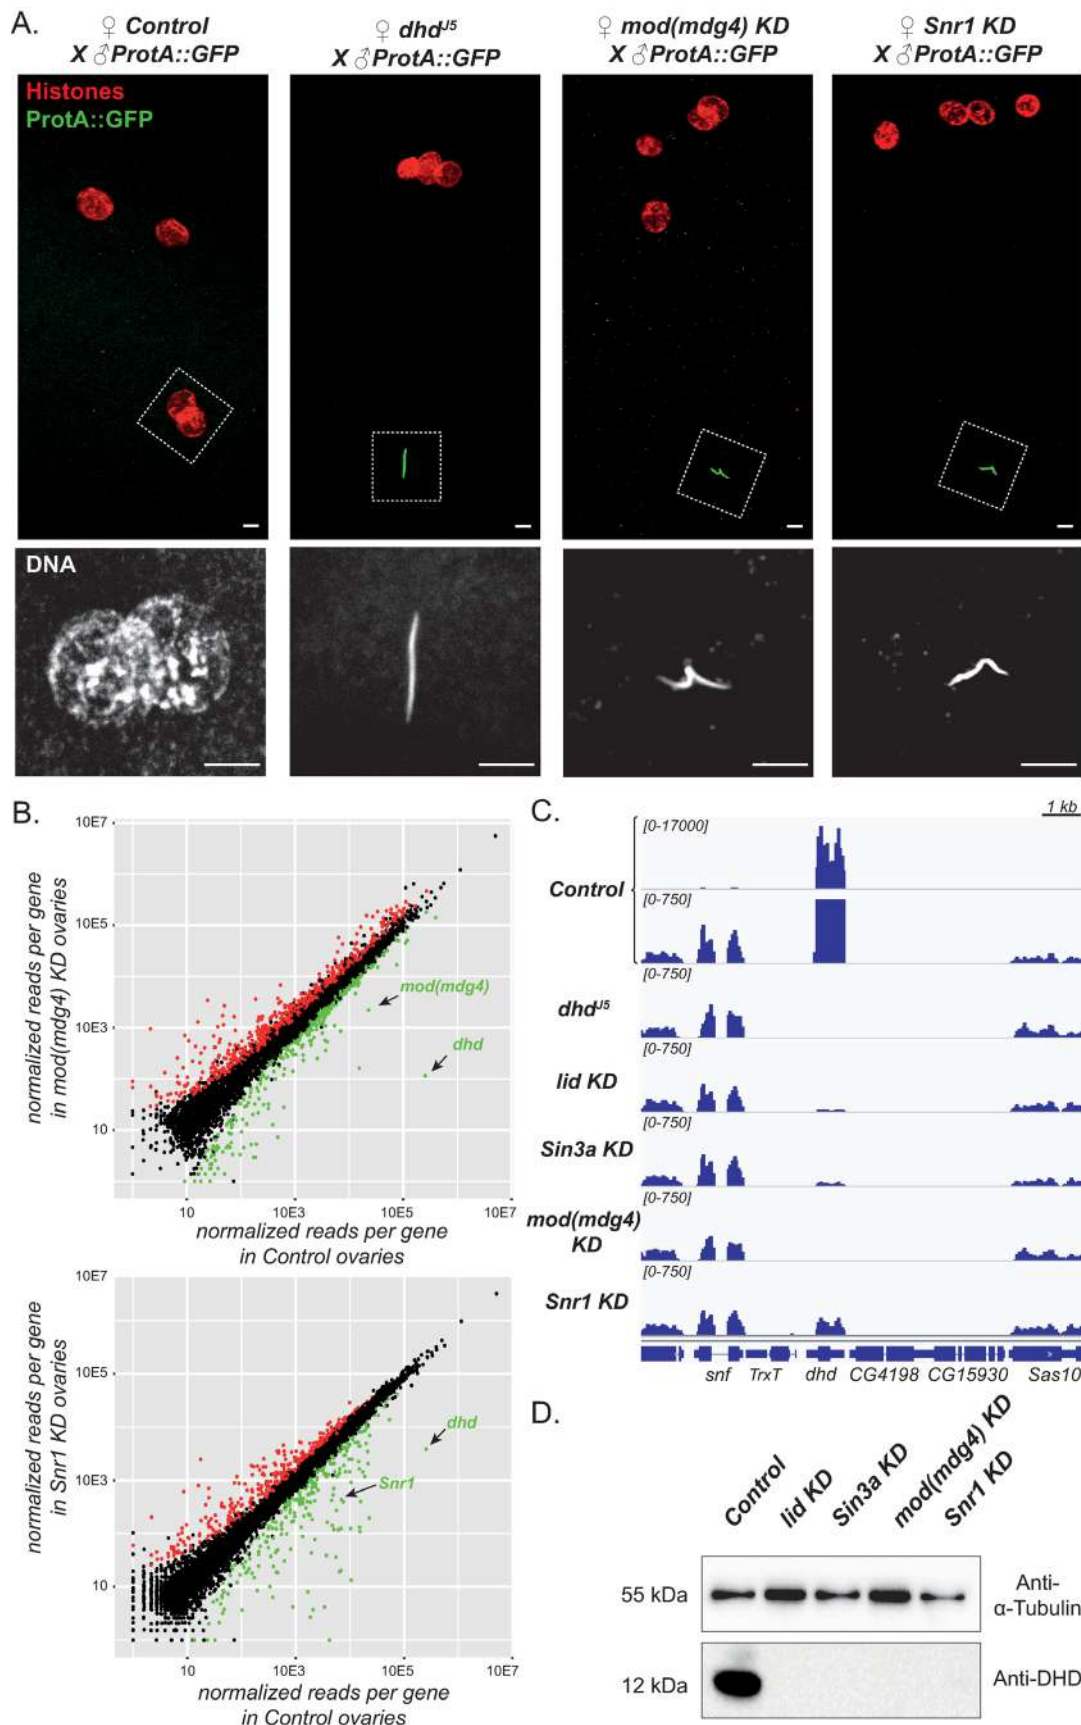 A.
♀ Control
X ♂ProtA::GFP
♀ dhdᵁ⁵
X ♂ProtA::GFP
♀ mod(mdg4) KD
X ♂ProtA::GFP
♀ Snr1 KD
X ♂ProtA::GFP
Histones
ProtA::GFP
DNA
B.
normalized reads per gene
in mod(mdg4) KD ovaries
10E7
10E5
10E3
10
mod(mdg4)
dhd
10
10E3
10E5
10E7
normalized reads per gene
in Control ovaries
normalized reads per gene
in Snr1 KD ovaries
10E7
10E5
10E3
10
dhd
Snr1
10
10E3
10E5
10E7
normalized reads per gene
in Control ovaries
C.
1 kb
Control
[0-17000]
[0-750]
dhdᵁ⁵
[0-750]
lid KD
[0-750]
Sin3a KD
[0-750]
mod(mdg4)
KD
[0-750]
Snr1 KD
[0-750]
snf TrxT dhd CG4198 CG15930 Sas10
D.
Control
lid KD
Sin3a KD
mod(mdg4) KD
Snr1 KD
55 kDa
Anti-
α-Tubulin
12 kDa
Anti-DHD